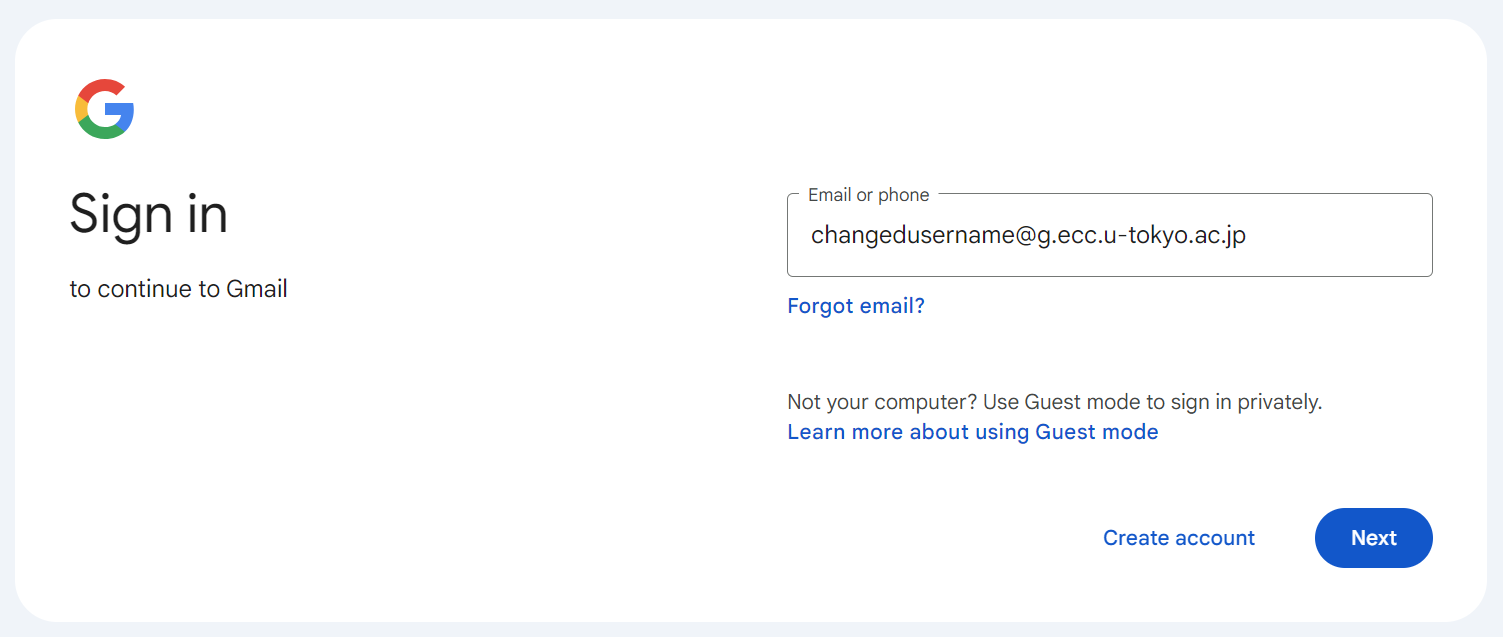 Sign in
to continue to Gmail
Email or phone
changedusername@g.ecc.u-tokyo.ac.jp
Forgot email?
Not your computer? Use Guest mode to sign in privately.
Learn more about using Guest mode
Create account
Next